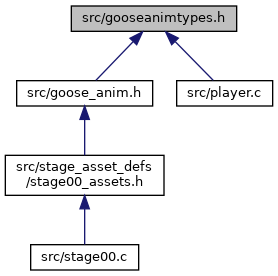 src/gooseanimtypes.h
src/goose_anim.h
src/player.c
src/stage_asset_defs
/stage00_assets.h
src/stage00.c